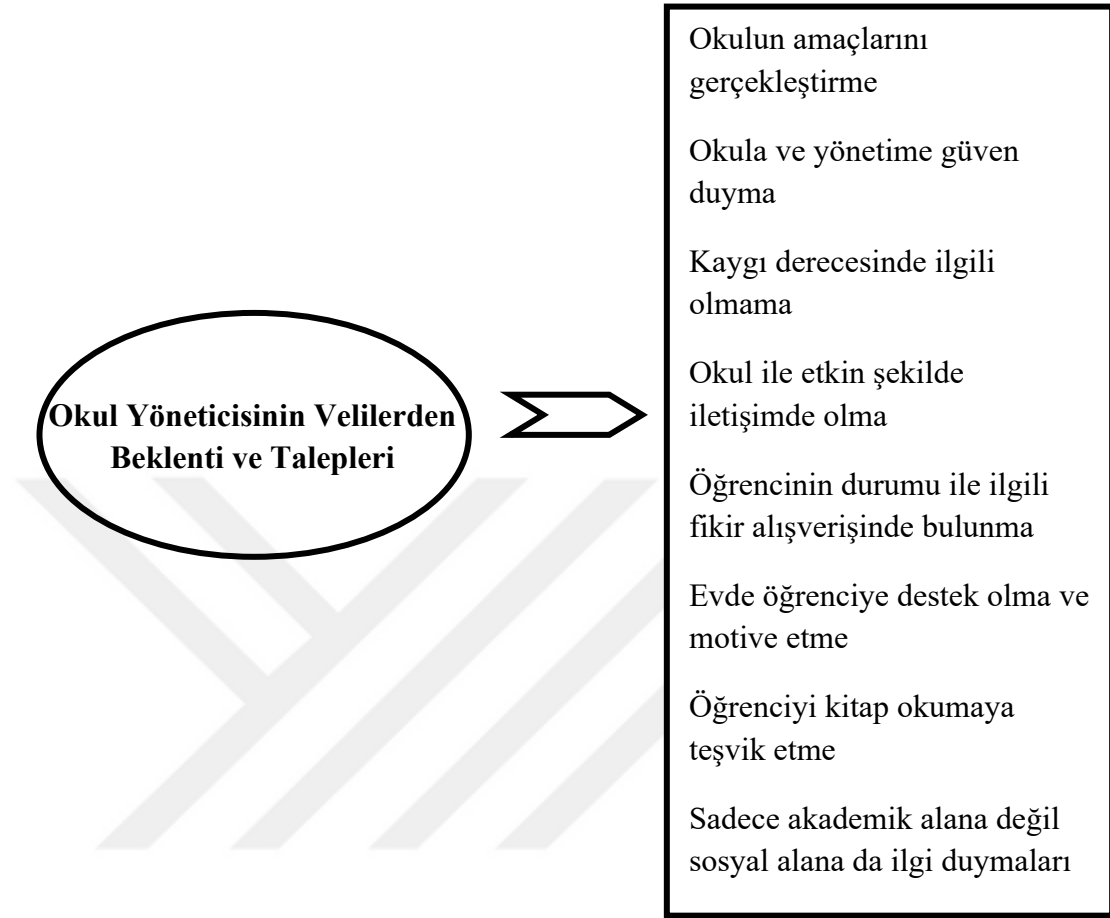 Okul Yöneticisinin Velilerden
Beklenti ve Talepleri
Okulun amaçlarını
gerçekleştirme
Okula ve yönetime güven
duyma
Kaygı derecesinde ilgili
olmama
Okul ile etkin şekilde
iletişimde olma
Öğrencinin durumu ile ilgili
fikir alışverişinde bulunma
Evde öğrenciye destek olma ve
motive etme
Öğrenciyi kitap okumaya
teşvik etme
Sadece akademik alana değil
sosyal alana da ilgi duymaları